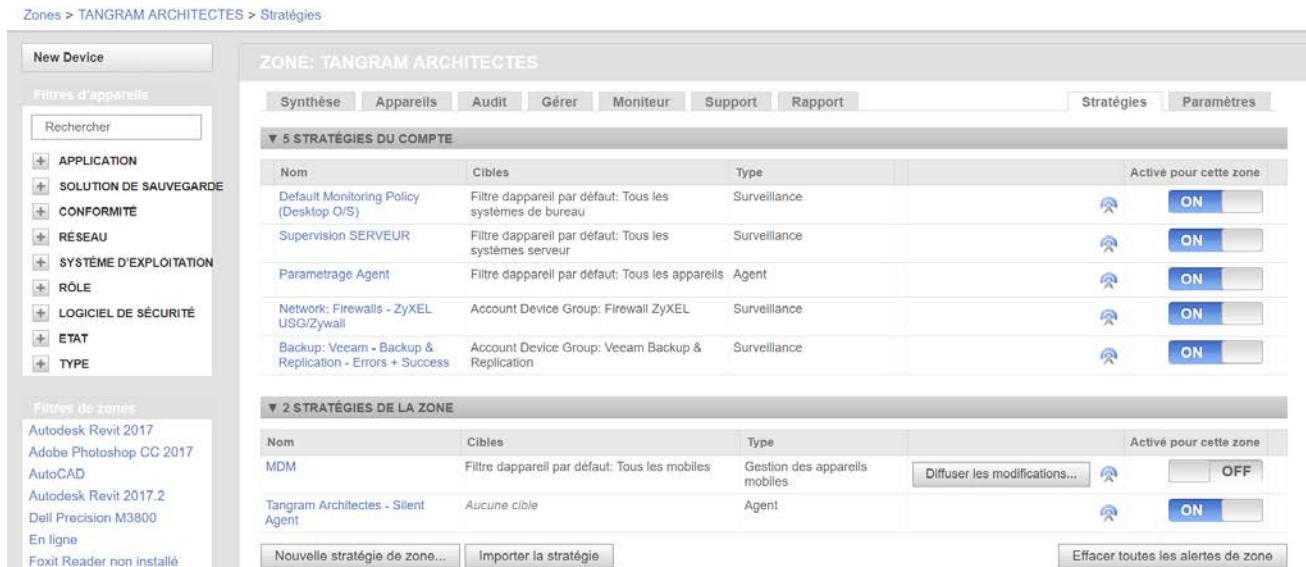 Zones > TANGRAM ARCHITECTES > Stratégies
New Device
Filtres d'appareils
Rechercher
APPLICATION
SOLUTION DE SAUVEGARDE
CONFORMITÉ
RÉSEAU
SYSTÈME D'EXPLOITATION
RÔLE
LOGICIEL DE SÉCURITÉ
ETAT
TYPE
Filtres de zones
Autodesk Revit 2017
Adobe Photoshop CC 2017
AutoCAD
Autodesk Revit 2017.2
Dell Precision M3800
En ligne
Foxit Reader non installé
ZONE: TANGRAM ARCHITECTES
Synthèse Appareils Audit Gérer Moniteur Support Rapport Stratégies Paramètres
▼ 5 STRATÉGIES DU COMPTE
Nom Cibles Type Activé pour cette zone
Default Monitoring Policy
(Desktop O/S)
Filtre dappareil par défaut: Tous les
systèmes de bureau
Surveillance
ON
Supervision SERVEUR
Filtre dappareil par défaut: Tous les
systèmes serveur
Surveillance
ON
Parametrage Agent
Filtre dappareil par défaut: Tous les appareils
Agent
ON
Network: Firewalls - ZyXEL
USG/Zywall
Account Device Group: Firewall ZyXEL
Surveillance
ON
Backup: Veeam - Backup &
Replication - Errors + Success
Account Device Group: Veeam Backup &
Replication
Surveillance
ON
▼ 2 STRATÉGIES DE LA ZONE
Nom Cibles Type Activé pour cette zone
MDM
Filtre dappareil par défaut: Tous les mobiles
Gestion des appareils
mobiles
Diffuser les modifications...
OFF
Tangram Architectes - Silent
Agent
Aucune cible
Agent
ON
Nouvelle stratégie de zone... Importer la stratégie Effacer toutes les alertes de zone